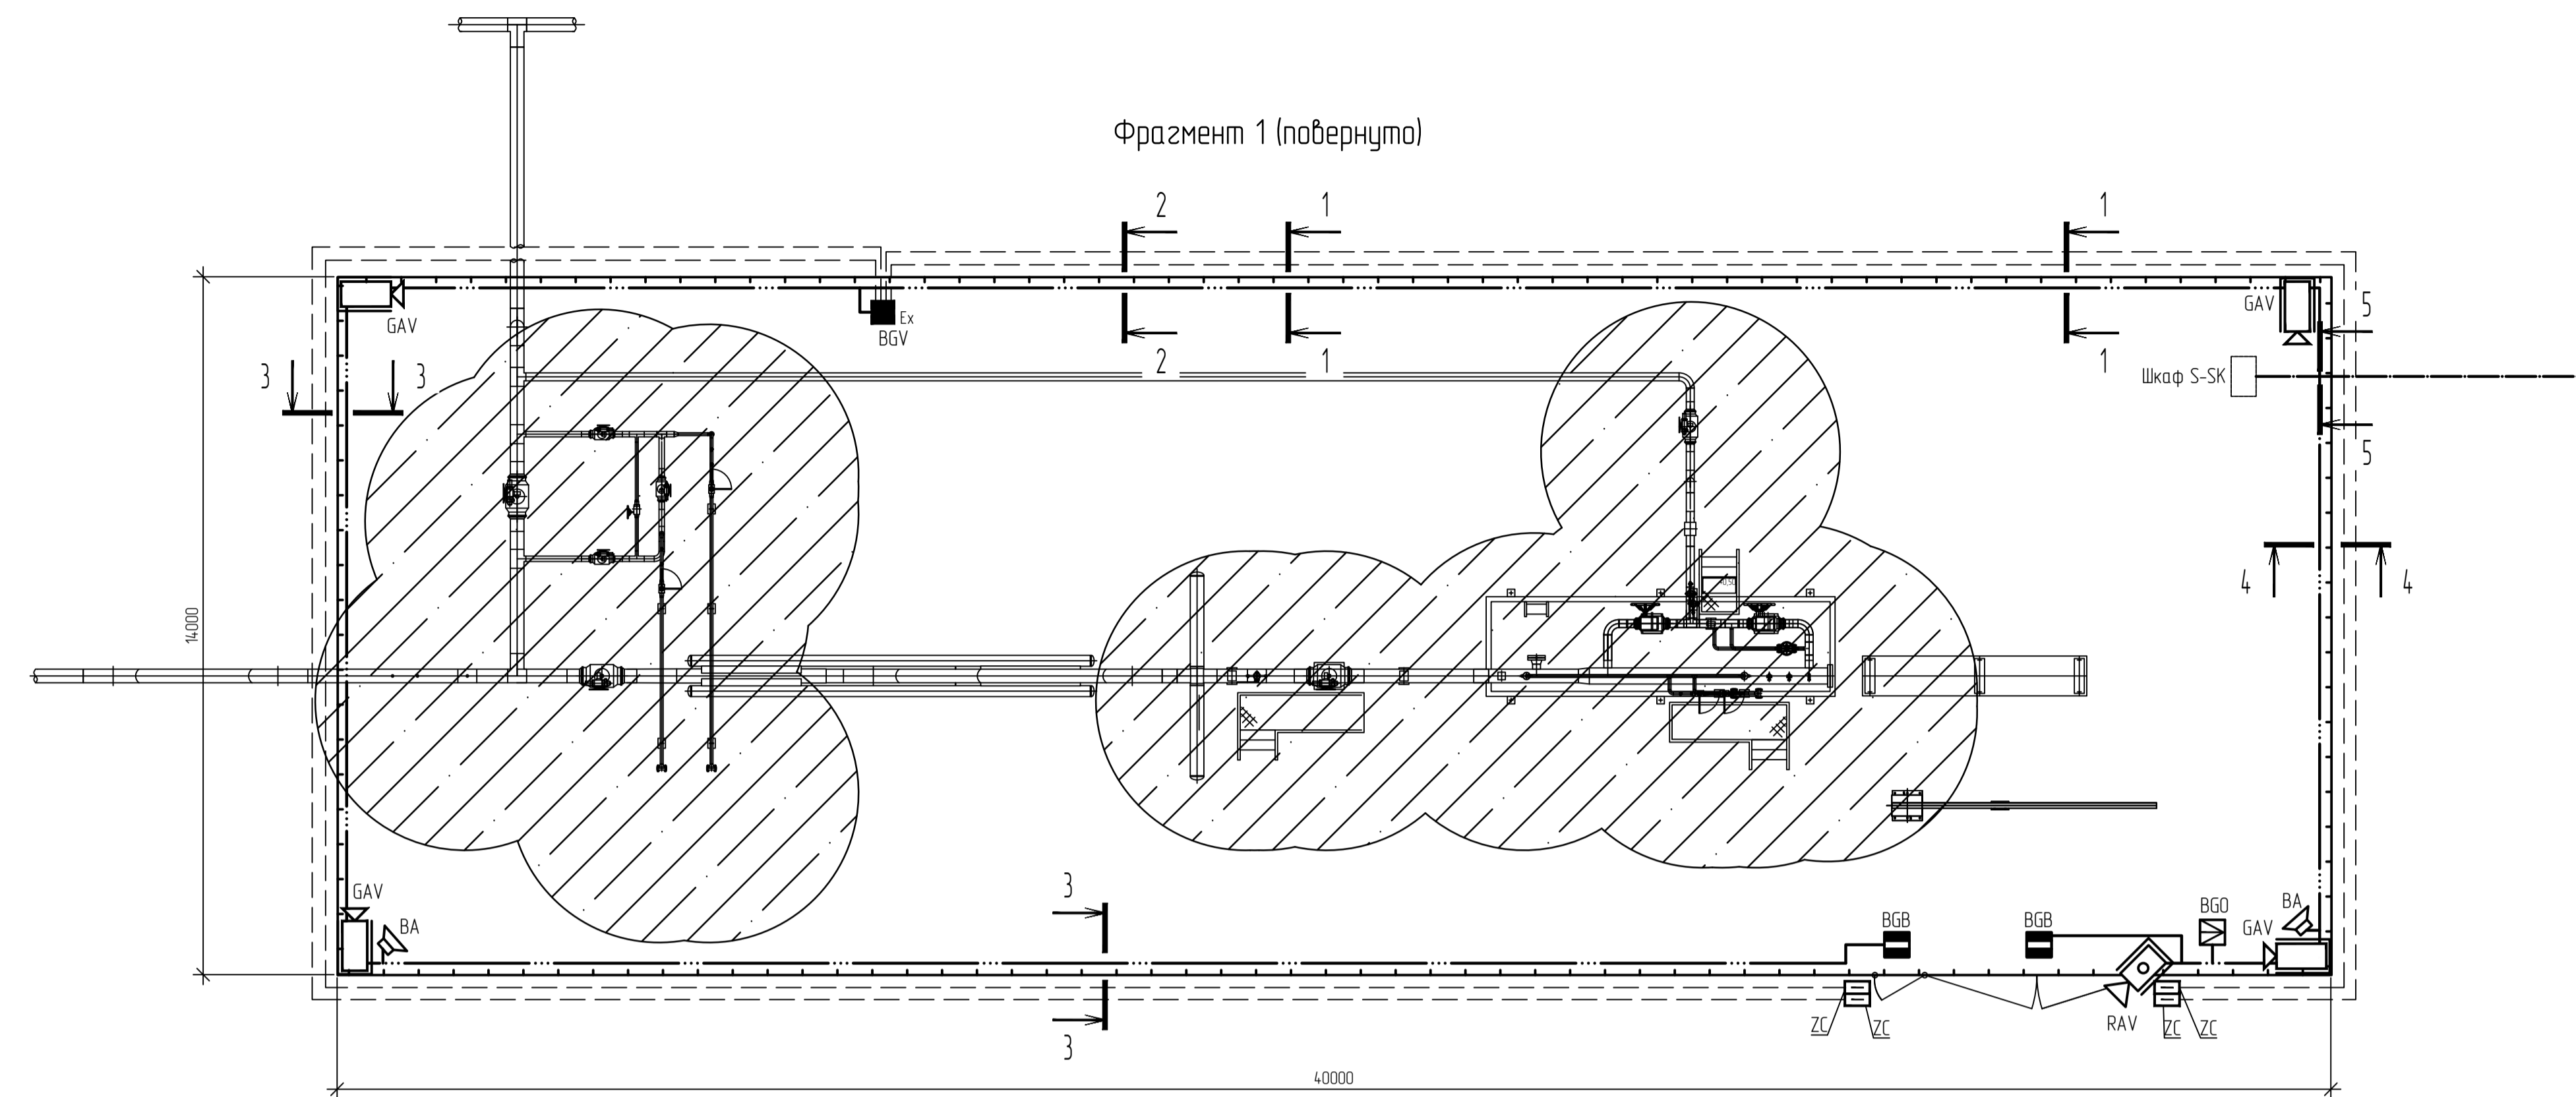 Фрагмент 1 (повернуто)
2
1
1
GAV
Ex
BGV
GAV
5
3
3
2
1
1
Шкаф S-SK
5
4
4
14000
GAV
BA
3
BGB
BGB
BGO
BA
GAV
ZC
ZC
RAV
ZC
ZC
3
40000